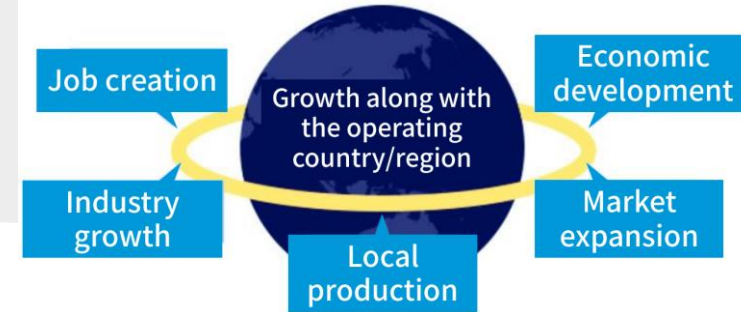 Job creation
Economic
development
Growth along with
the operating
country/region
Industry
growth
Market
expansion
Local
production